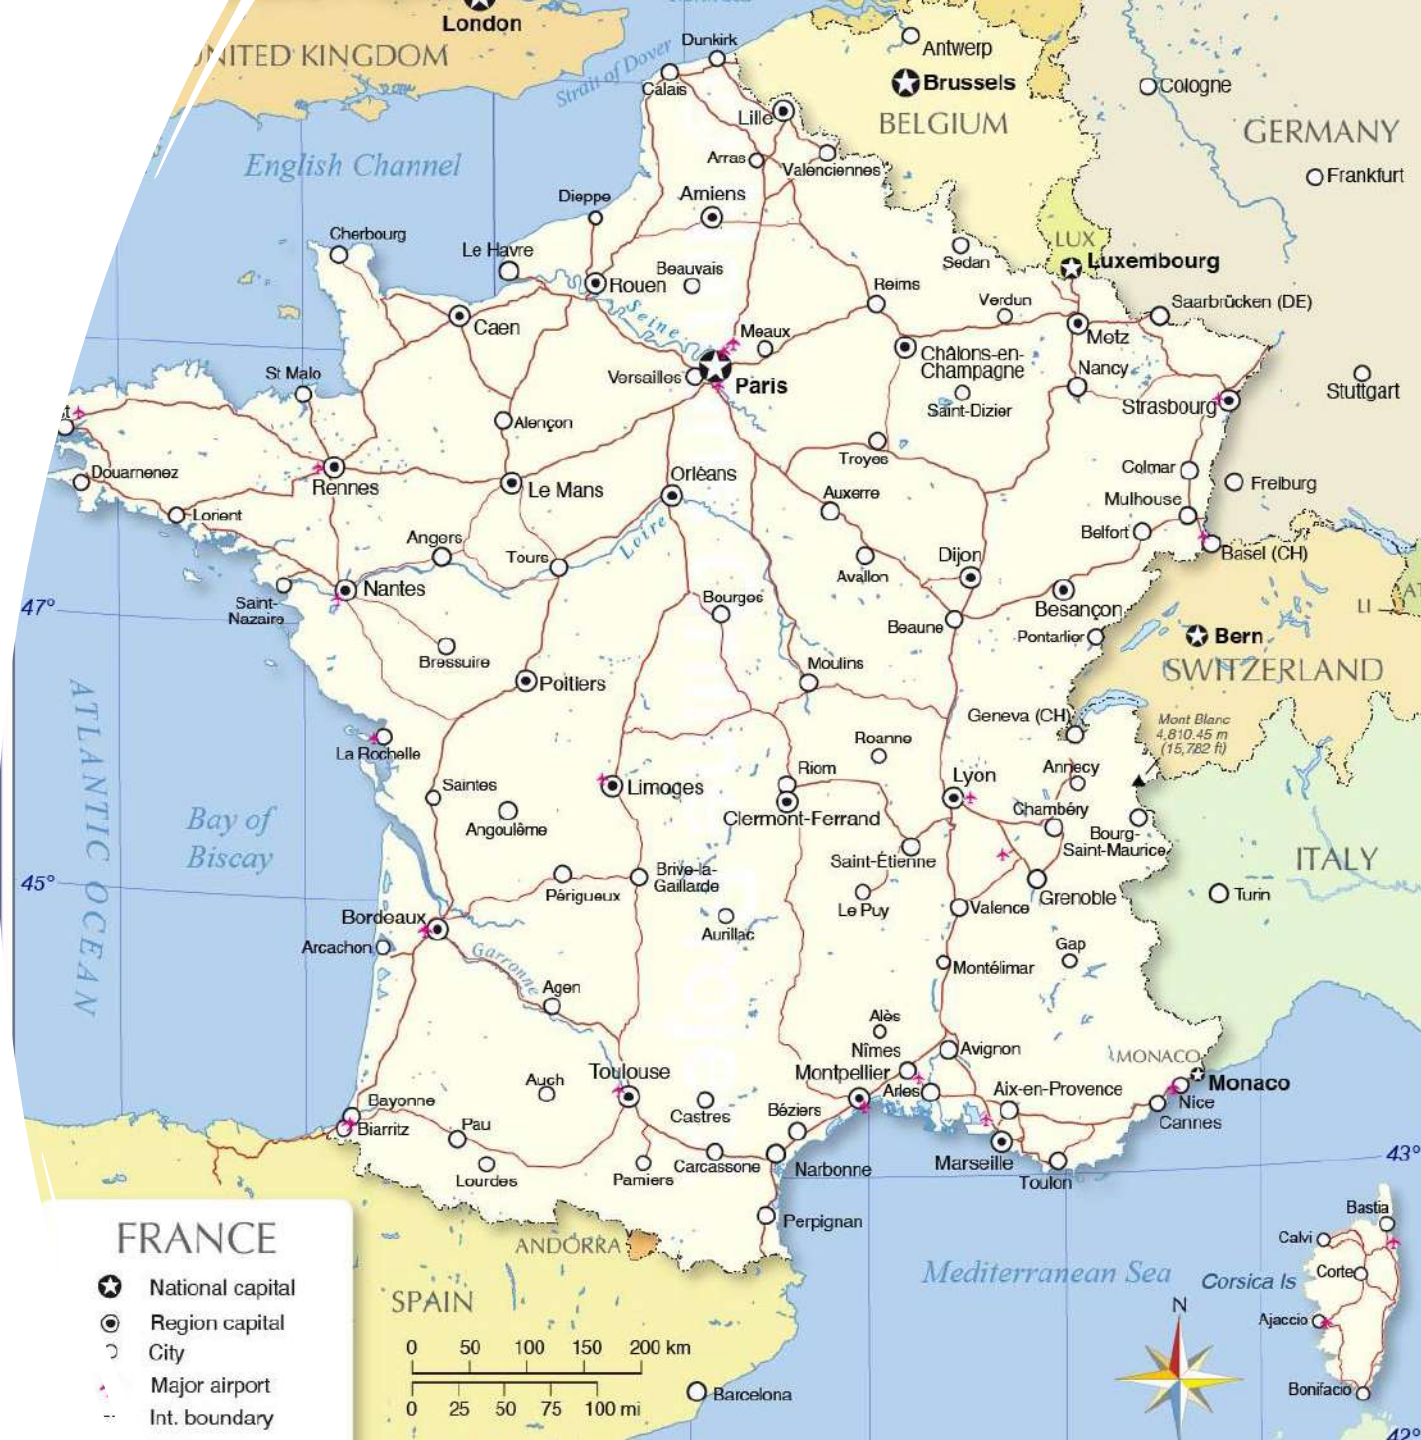 London
UNITED KINGDOM
Dunkirk
Antwerp
Strait of Dover
Calais
Brussels
Cologne
Lille
BELGIUM
GERMANY
English Channel
Arras
Valenciennes
Frankfurt
Dieppe
Amiens
Cherbourg
Le Havre
LUX
Sedan
Luxembourg
Rouen
Beauvais
Reims
Verdun
Saarbrücken (DE)
Seine
Caen
Meaux
Metz
Châlons-en-
Champagne
St Malo
Versailles
Paris
Nancy
Stuttgart
Saint-Dizier
Strasbourg
Alençon
Troyes
Douarnenez
Rennes
Le Mans
Orléans
Colmar
Freiburg
Auxerre
Mulhouse
Lorient
Loire
Belfort
Angers
Tours
Dijon
Basel (CH)
Avallon
Nantes
Bourges
Besançon
47°
Saint-
Nazaire
Beaune
LI
Pontarlier
Bern
Bressuire
Moulins
SWITZERLAND
Poitiers
Geneva (CH)
Mont Blanc
4,810.45 m
(15,782 ft)
ATLANTIC OCEAN
La Rochelle
Roanne
Riom
Annecy
Saintes
Limoges
Lyon
Bay of
Biscay
Angoulême
Clermont-Ferrand
Chambéry
Bourg-
Saint-Maurice
ITALY
Saint-Étienne
45°
Brive-la-
Gaillarde
Périgueux
Le Puy
Valence
Grenoble
Turin
Bordeaux
Aurillac
Arcachon
Garronne
Gap
Montélimar
Agen
Alès
Nîmes
Avignon
MONACO
Toulouse
Montpellier
Monaco
Auch
Arles
Aix-en-Provence
Bayonne
Castres
Béziers
Nice
Cannes
Biarritz
Pau
Carcassonne
Narbonne
Marseille
43°
Lourdes
Pamiers
Toulon
Perpignan
Bastia
FRANCE
ANDORRA
Calvi
National capital
SPAIN
Mediterranean Sea
Corsica Is
Corte
Region capital
N
Ajaccio
City
0 50 100 150 200 km
Major airport
Barcelona
Bonifacio
0 25 50 75 100 mi
Int. boundary
42°